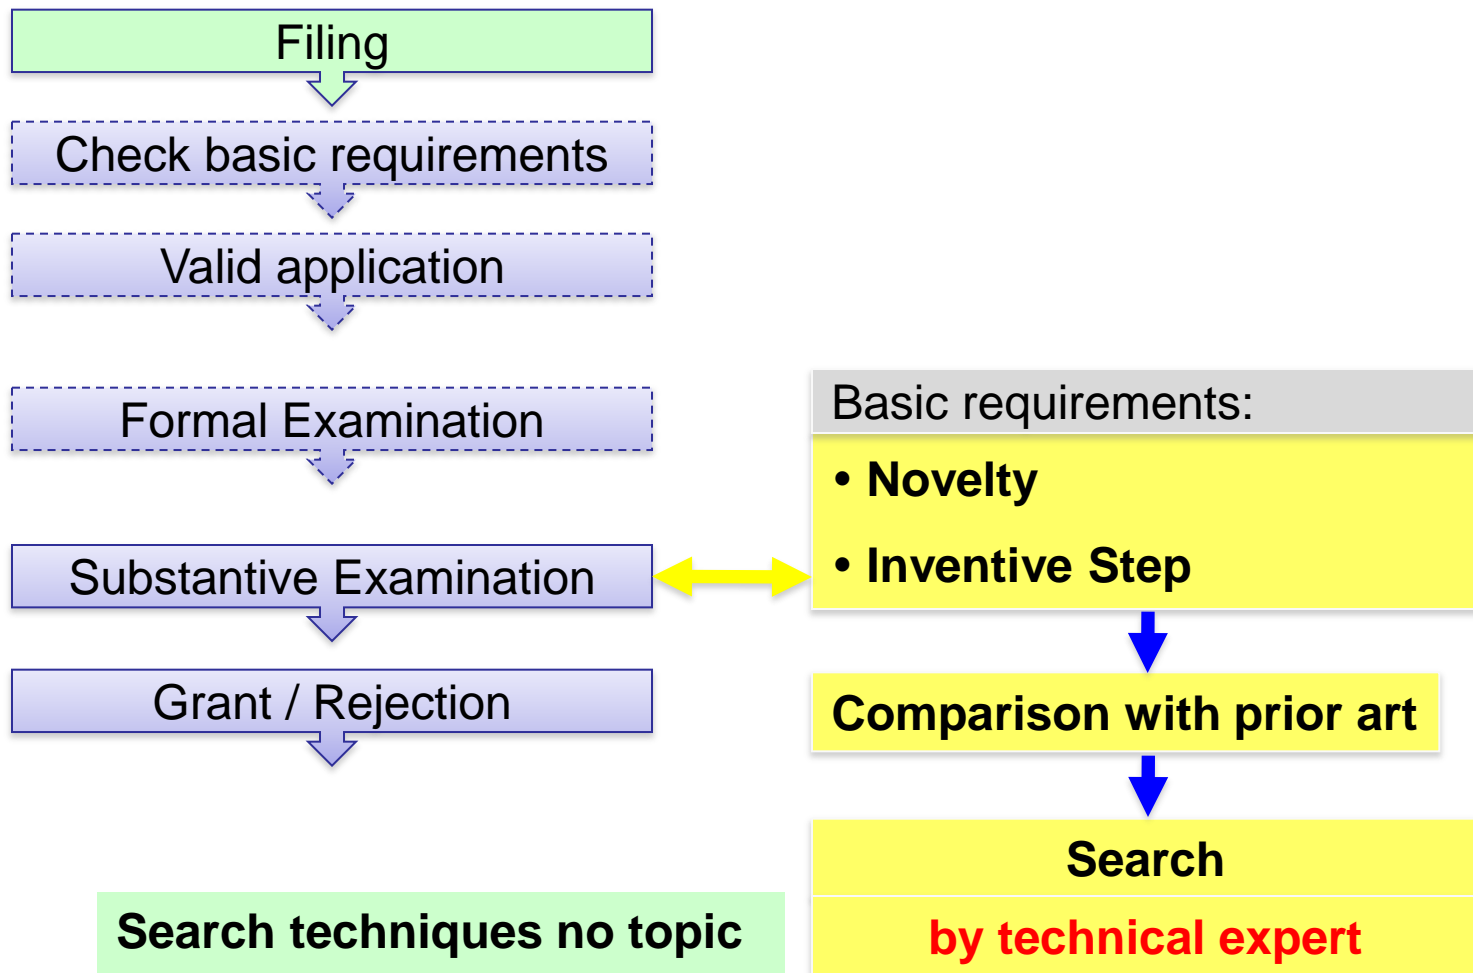 Filing
Check basic requirements
Valid application
Formal Examination
Substantive Examination
Grant / Rejection
Basic requirements:
• Novelty
• Inventive Step
Comparison with prior art
Search
by technical expert
Search techniques no topic